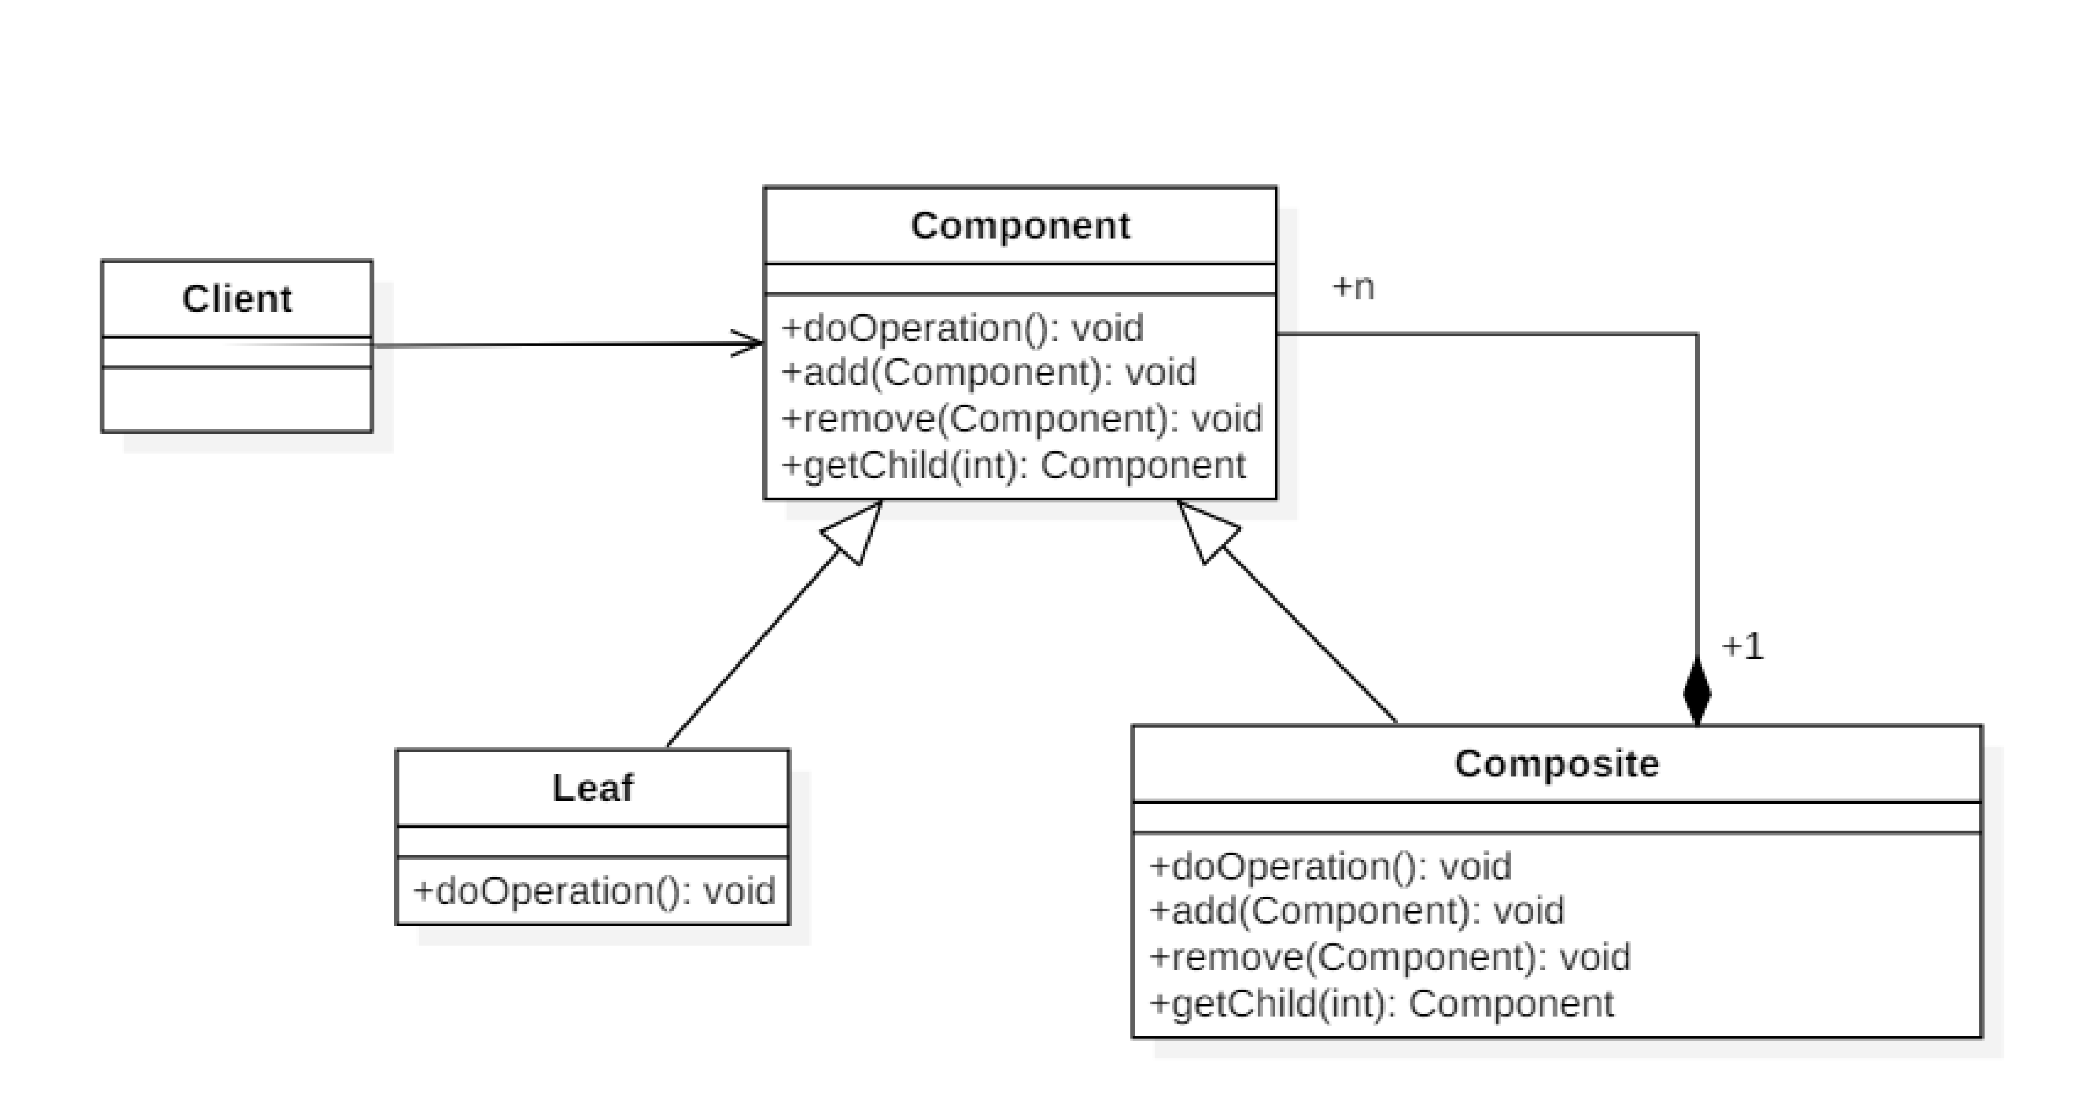 Component
+doOperation(): void
+add(Component): void
+remove(Component): void
+getChild(int): Component
Client
+n
+1
Leaf
+doOperation(): void
Composite
+doOperation(): void
+add(Component): void
+remove(Component): void
+getChild(int): Component